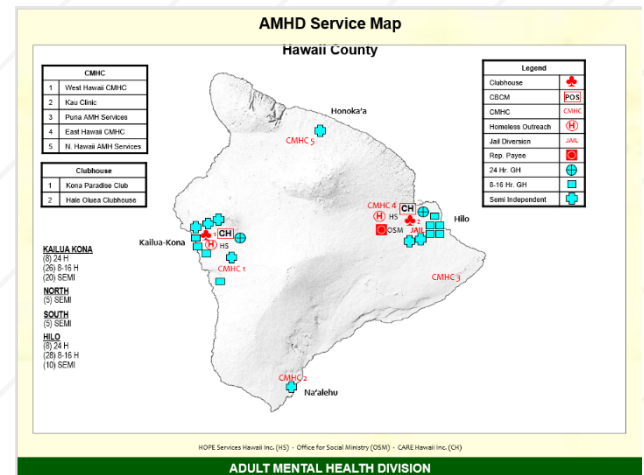 AMHD Service Map
Hawaii County
CMHC
1 West Hawaii CMHC
2 Kau Clinic
3 Puna AMH Services
4 East Hawaii CMHC
5 N. Hawaii AMH Services
Clubhouse
1 Kona Paradise Club
2 Hale Oluea Clubhouse
Legend
Clubhouse
CBCM POS
CMHC CMHC
Homeless Outreach H
Jail Diversion JAIL
Rep. Payee
24 Hr. GH
8-16 Hr. GH
Semi Independent
Honoka'a
CMHC 5
CMHC 4 CH
H HS 2 Hilo
OSM JAIL
Kailua-Kona 1 CH
H HS
CMHC 1
CMHC 3
CMHC 2
Na'alehu
KAILUA KONA
(8) 24 H
(26) 8-16 H
(20) SEMI
NORTH
(5) SEMI
SOUTH
(5) SEMI
HILO
(8) 24 H
(28) 8-16 H
(10) SEMI
HOPE Services Hawaii Inc. (HS) - Office for Social Ministry (OSM) - CARE Hawaii Inc. (CH)
ADULT MENTAL HEALTH DIVISION